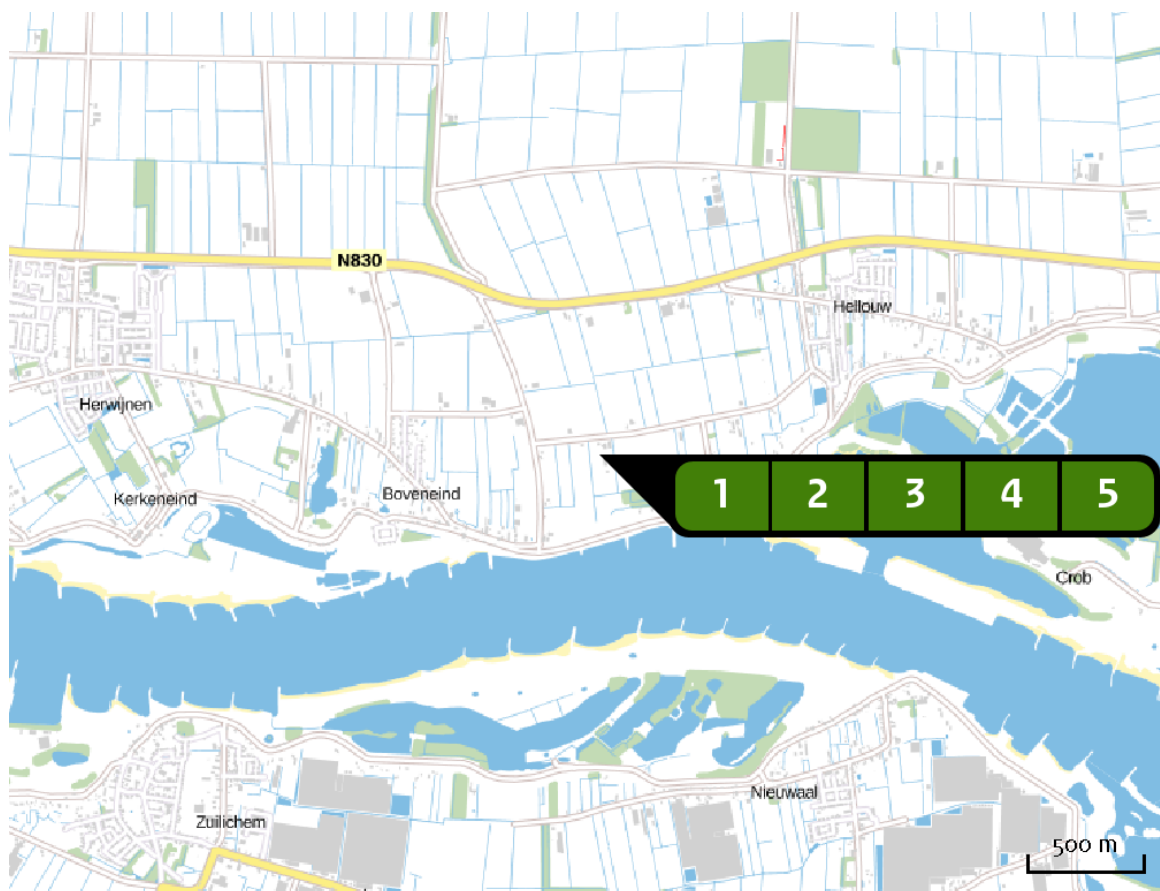 N830
Hellouw
Herwijnen
Kerkeneind
Boveneind
1 2 3 4 5
Crob
Nieuwaal
Zuilichem
500 m